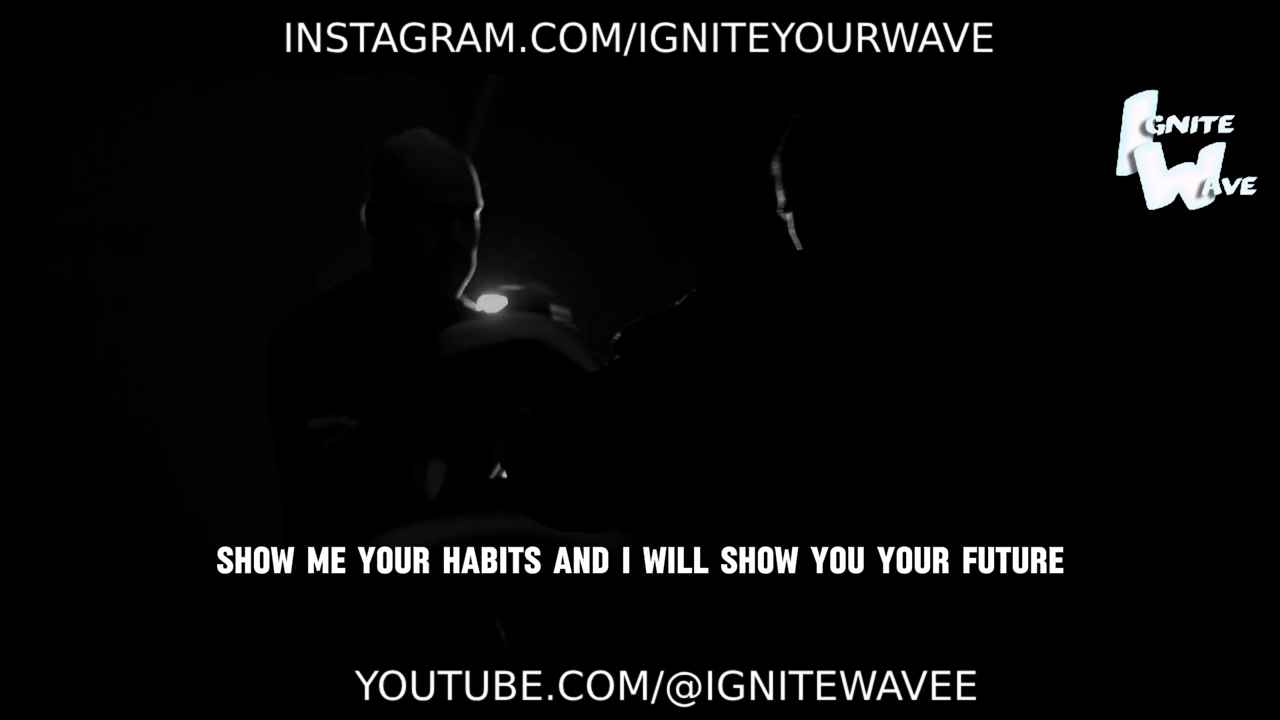 INSTAGRAM.COM/IGNITEYOURWAVE
IGNITE
WAVE
SHOW ME YOUR HABITS AND I WILL SHOW YOU YOUR FUTURE
YOUTUBE.COM/@IGNITEWAVEE